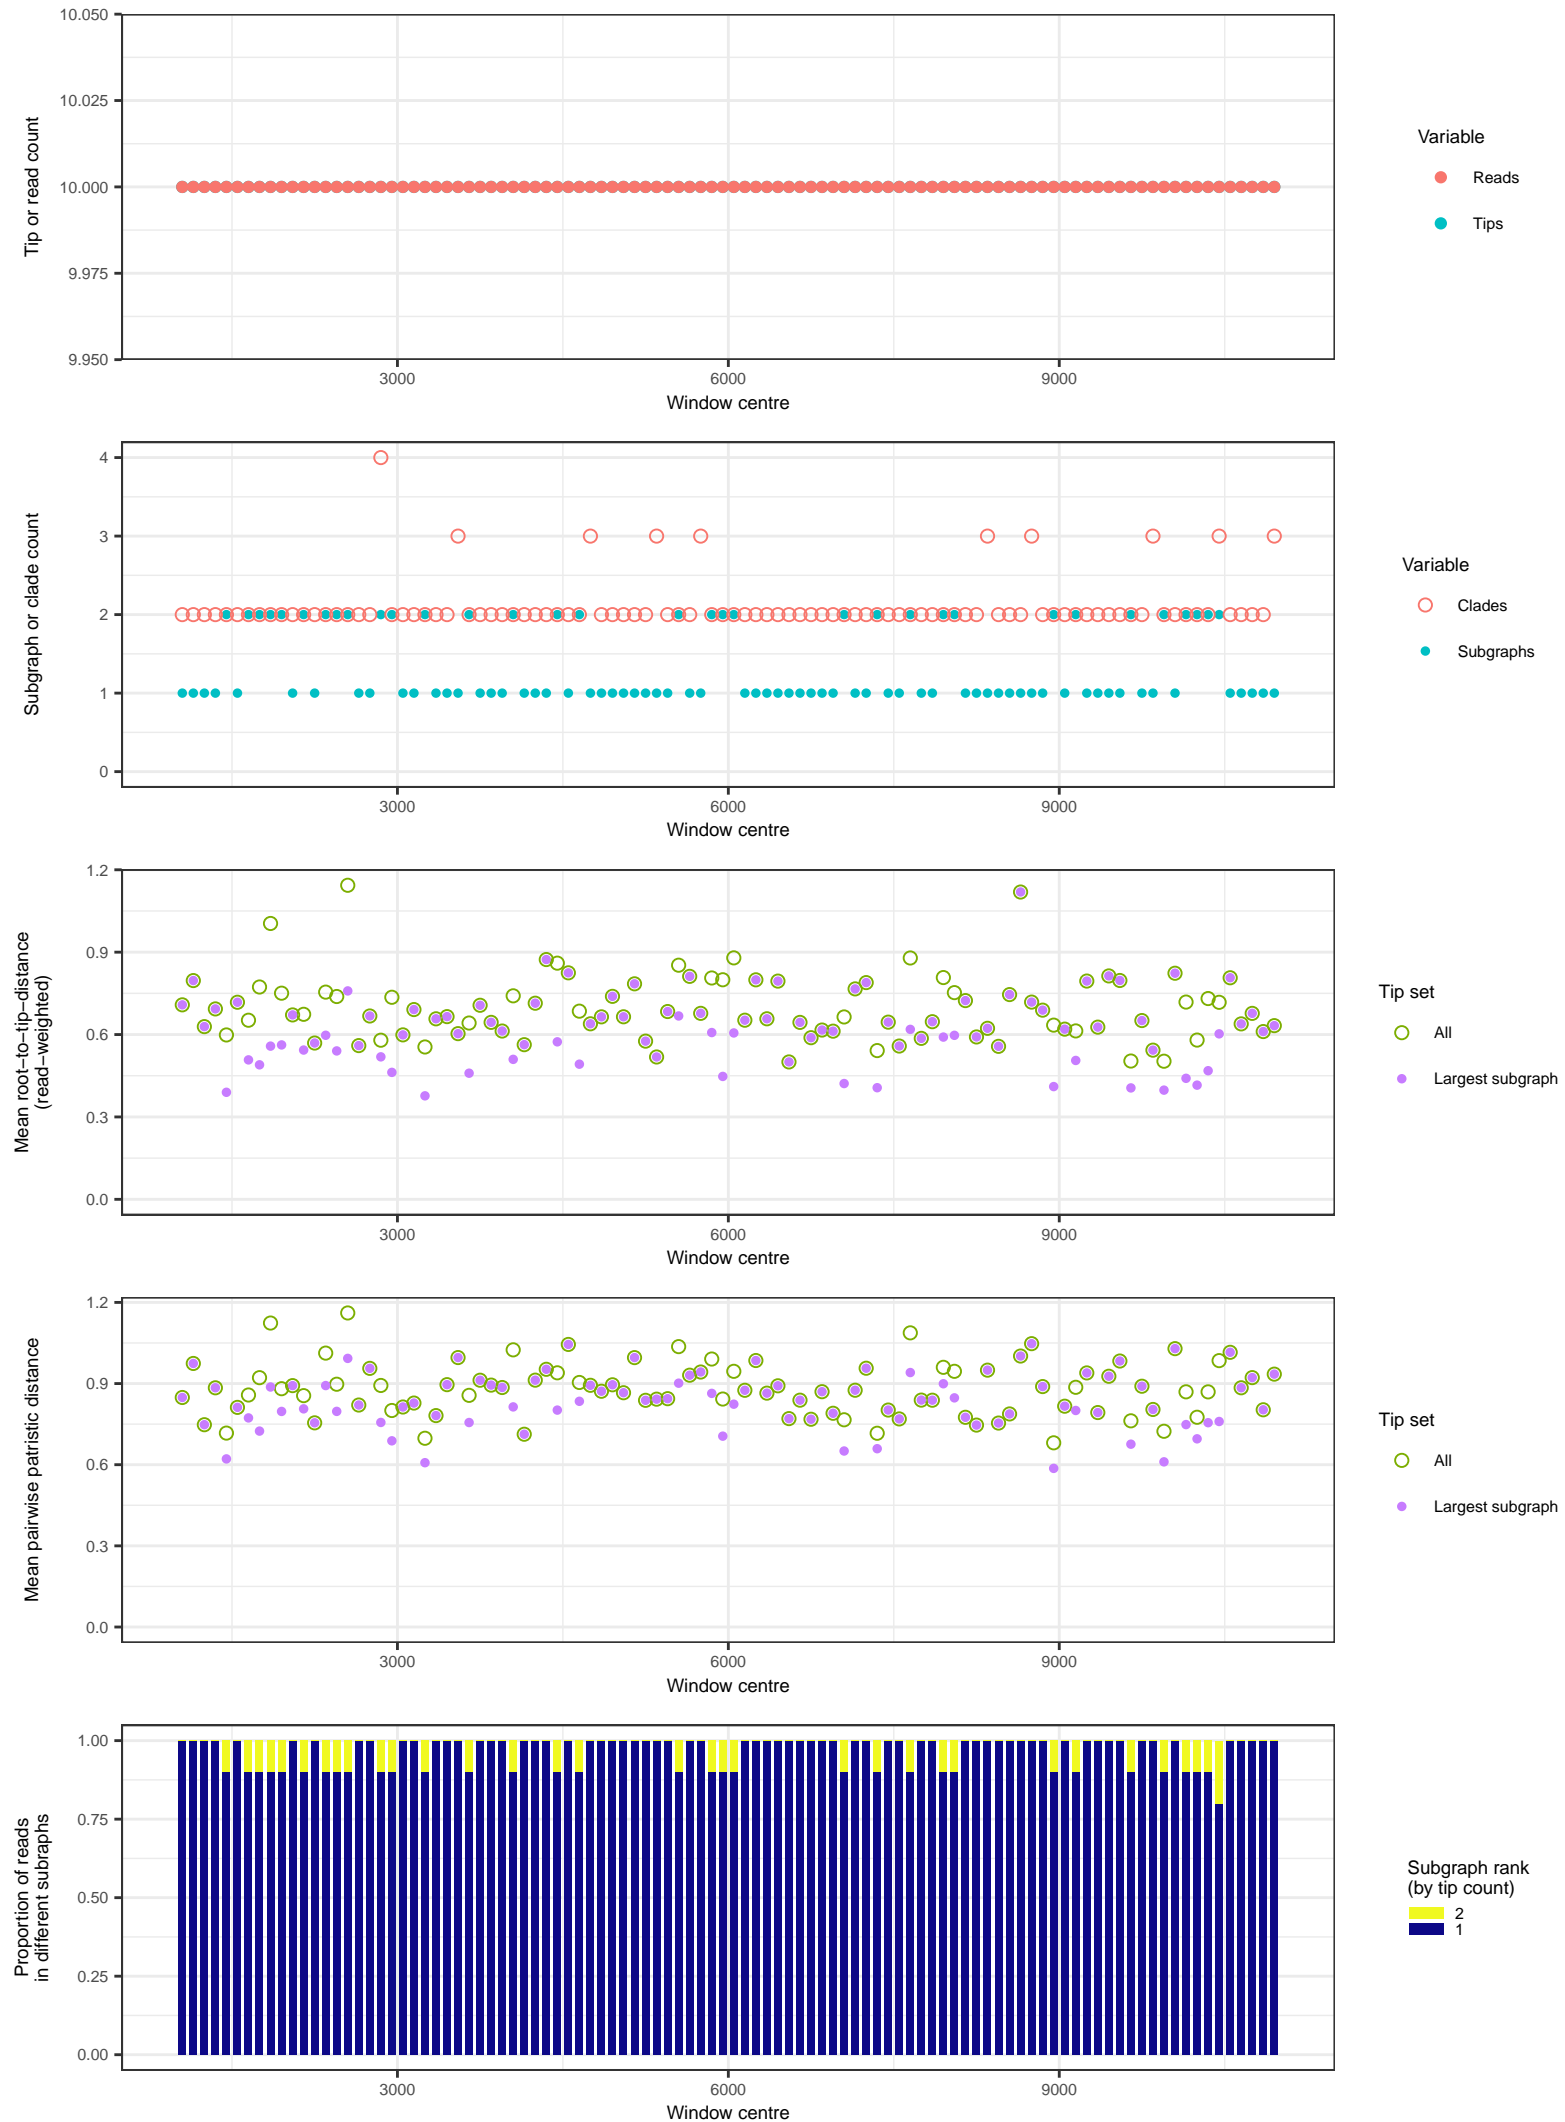 10.050
10.025
10.000
9.975
9.950
Tip or read count
3000 6000 9000
Window centre
Variable
Reads
Tips
4
3
2
1
0
Subgraph or clade count
3000 6000 9000
Window centre
Variable
Clades
Subgraphs
1.2
0.9
0.6
0.3
0.0
Mean root−to−tip−distance
(read−weighted)
3000 6000 9000
Window centre
Tip set
All
Largest subgraph
1.2
0.9
0.6
0.3
0.0
Mean pairwise patristic distance
3000 6000 9000
Window centre
Tip set
All
Largest subgraph
1.00
0.75
0.50
0.25
0.00
Proportion of reads
in different subraphs
3000 6000 9000
Window centre
Subgraph rank
(by tip count)
2
1